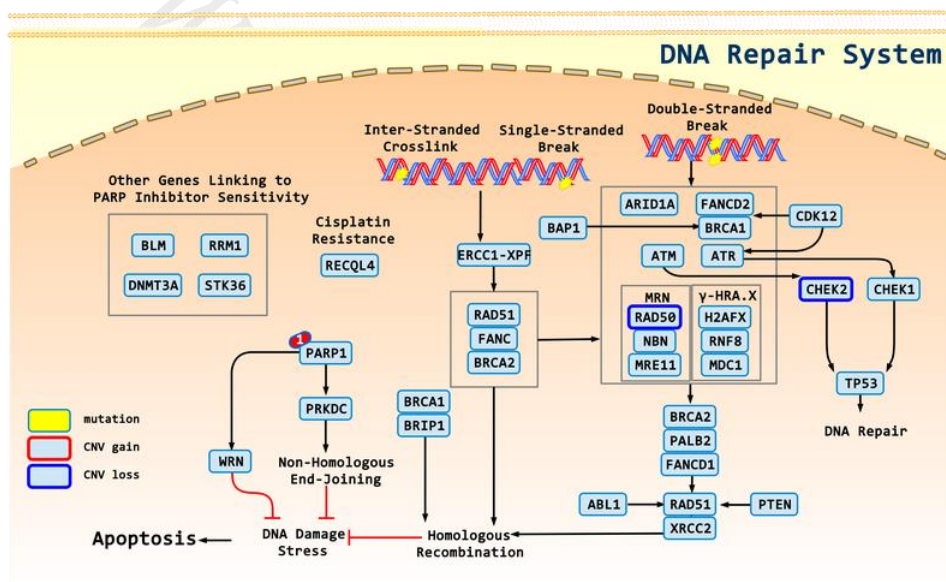 DNA Repair System
Double-Stranded
Break
Inter-Stranded
Crosslink
Single-Stranded
Break
Other Genes Linking to
PARP Inhibitor Sensitivity
BLM
RRM1
DNMT3A
STK36
Cisplatin
Resistance
RECQL4
ERCC1-XPF
BAP1
ARID1A
FANCD2
BRCA1
CDK12
ATM
ATR
CHEK2
CHEK1
MRN
RAD50
NBN
MRE11
γ-HRA.X
H2AFX
RNF8
MDC1
RAD51
FANC
BRCA2
TP53
DNA Repair
PARP1
PRKDC
Non-Homologous
End-Joining
WRN
BRCA1
BRIP1
BRCA2
PALB2
FANCD1
ABL1
RAD51
PTEN
XRCC2
mutation
CNV gain
CNV loss
Apoptosis
DNA Damage
Stress
Homologous
Recombination